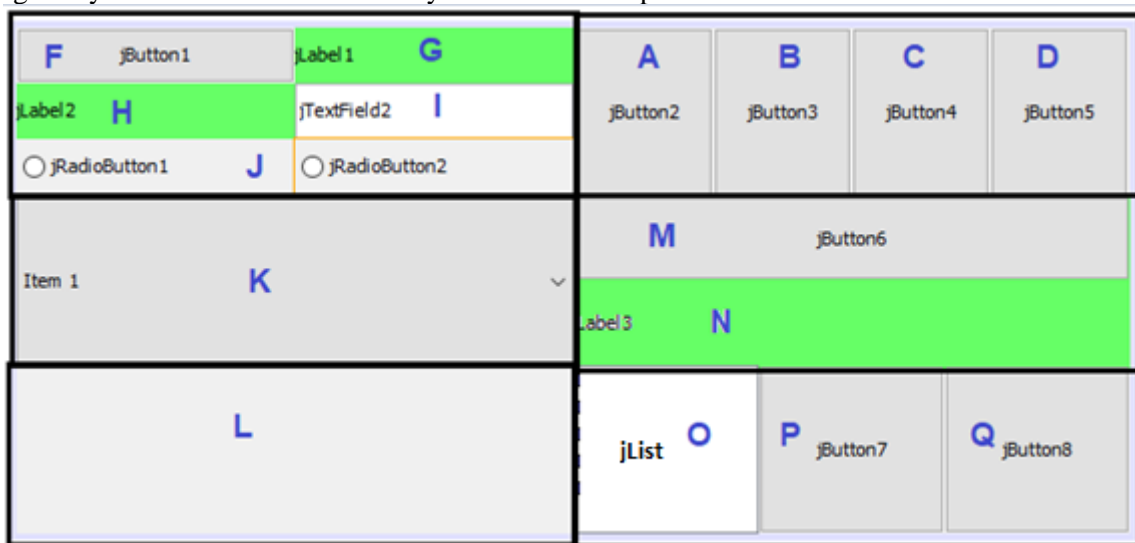 F jButton1 jLabel1 G
A B C D
jButton2 jButton3 jButton4 jButton5
jLabel2 H jTextField2 I
jRadioButton1 J jRadioButton2
M jButton6
Item 1 K
Label3 N
L
jList O P jButton7 Q jButton8